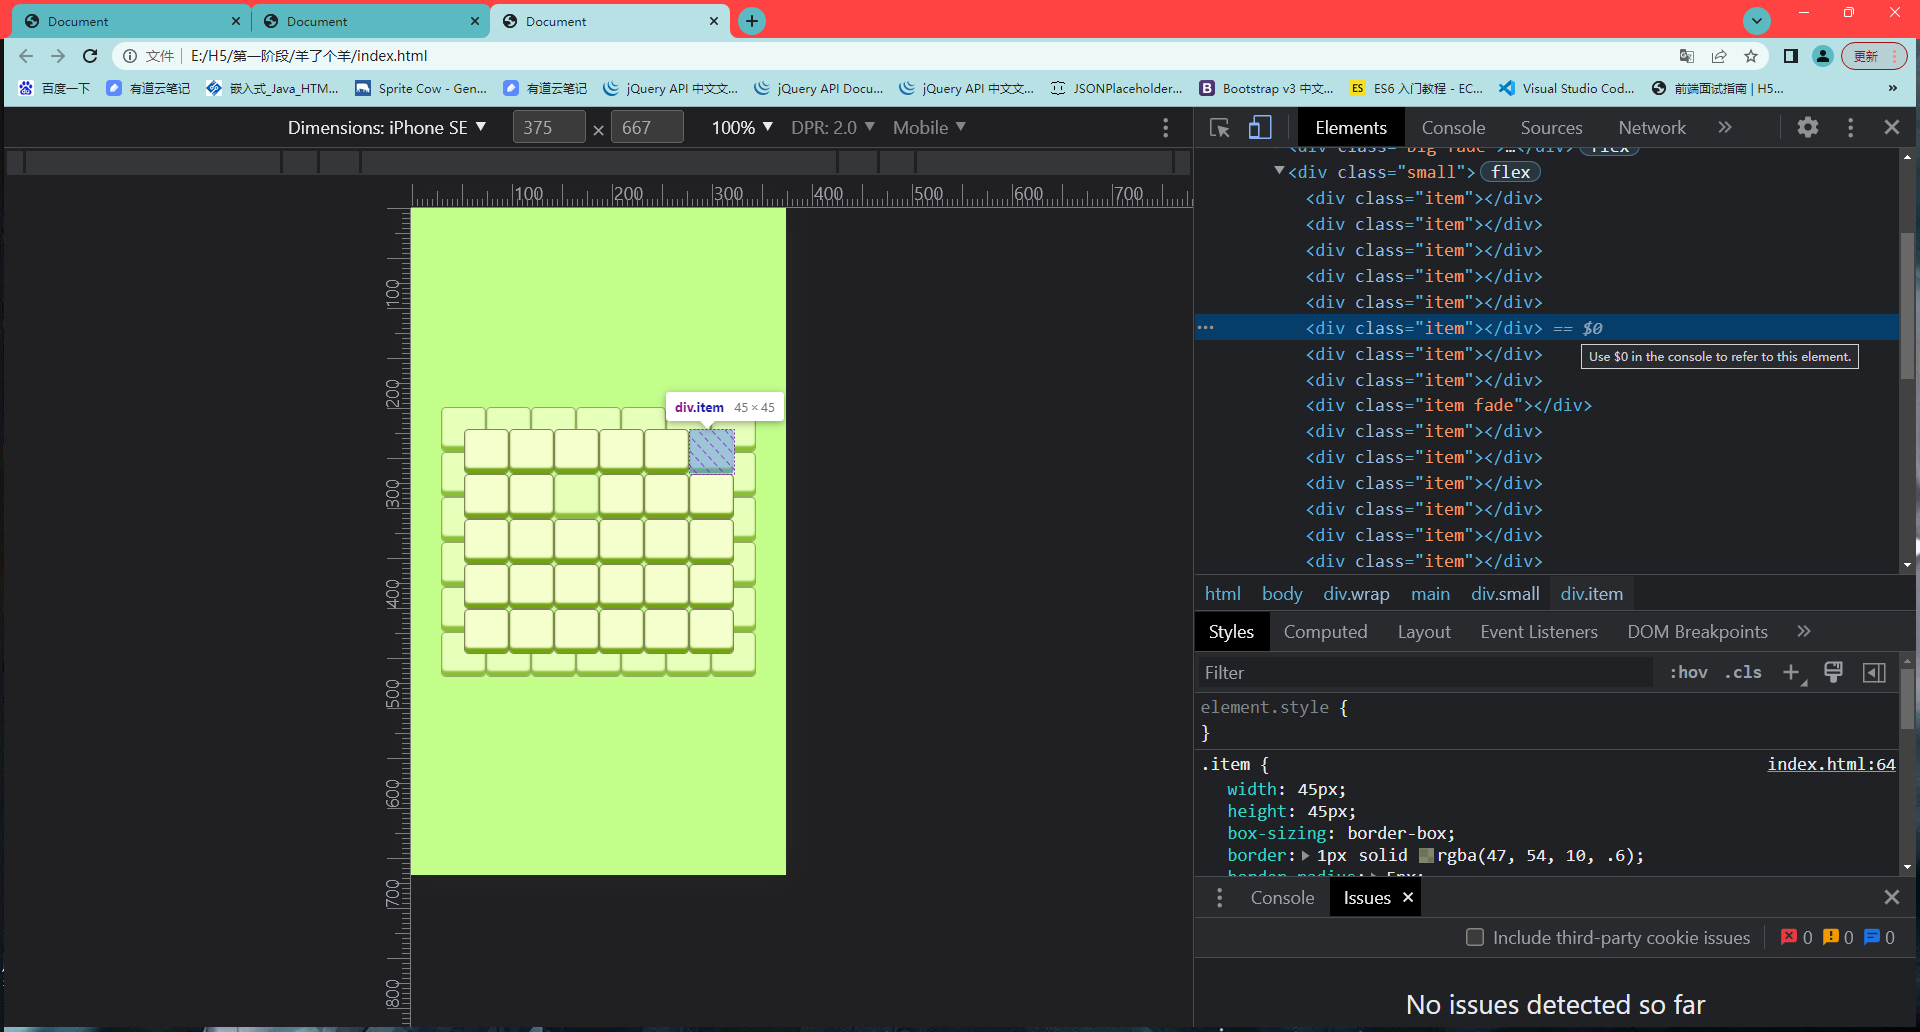 Document
Document
Document
文件
E:/H5/第一阶段/羊了个羊/index.html
更新
百度一下
有道云笔记
嵌入式_Java_HTM...
Sprite Cow - Gen...
有道云笔记
jQuery API 中文文...
jQuery API Docu...
jQuery API 中文文...
JSONPlaceholder...
Bootstrap v3 中文...
ES
ES6 入门教程 - EC...
Visual Studio Cod...
前端面试指南 | H5...
»
Dimensions: iPhone SE
375 × 667
100%
DPR: 2.0
Mobile
Elements
Console
Sources
Network
100 200 300 400 500 600 700
100
200
300
400
500
600
700
800
div.item 45 × 45
<div class="big fade">…</div> flex
<div class="small"> flex
<div class="item"></div>
<div class="item"></div>
<div class="item"></div>
<div class="item"></div>
<div class="item"></div>
<div class="item"></div> == $0
Use $0 in the console to refer to this element.
<div class="item"></div>
<div class="item"></div>
<div class="item fade"></div>
<div class="item"></div>
<div class="item"></div>
<div class="item"></div>
<div class="item"></div>
<div class="item"></div>
<div class="item"></div>
html body div.wrap main div.small div.item
Styles Computed Layout Event Listeners DOM Breakpoints
Filter
:hov .cls
element.style {
}
.item {
index.html:64
width: 45px;
height: 45px;
box-sizing: border-box;
border: 1px solid rgba(47, 54, 10, .6);
border-radius: 5px;
Console Issues
Include third-party cookie issues
0 0 0
No issues detected so far